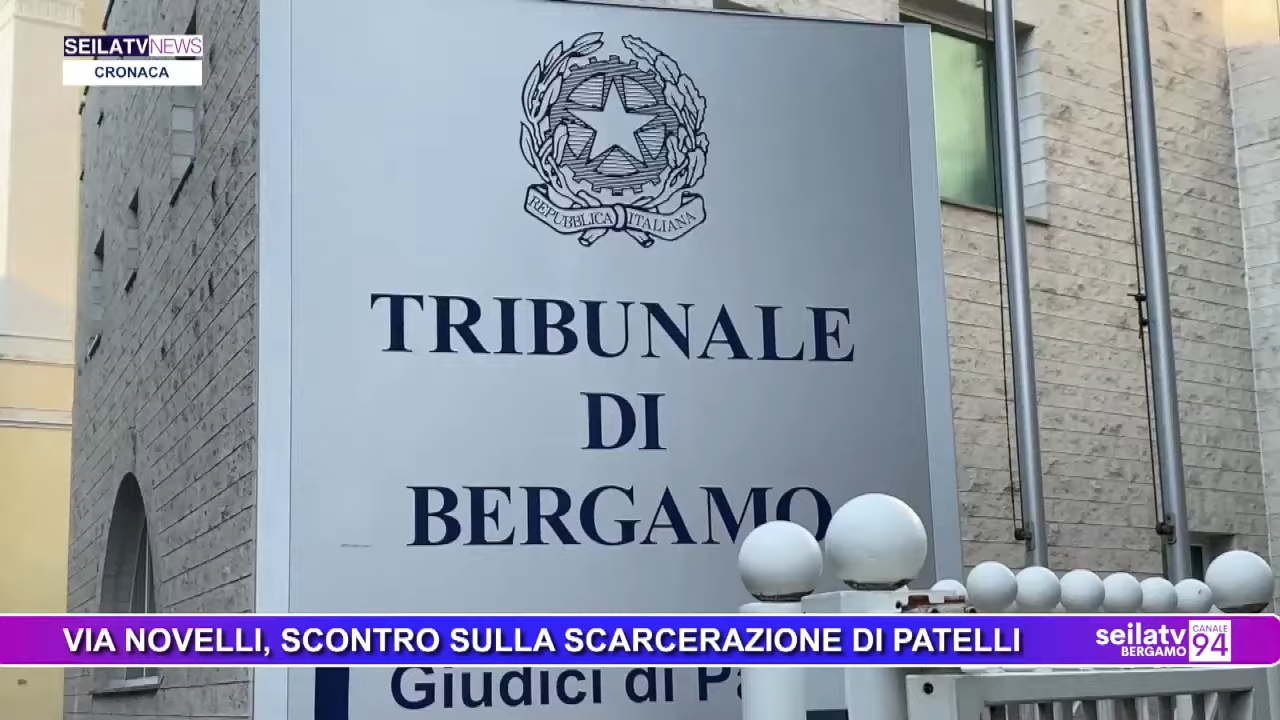 SEILATV NEWS
CRONACA
REPUBBLICA ITALIANA
TRIBUNALE
DI
BERGAMO
VIA NOVELLI, SCONTRO SULLA SCARCERAZIONE DI PATELLI
seilatv
BERGAMO
CANALE
94
Giudici di